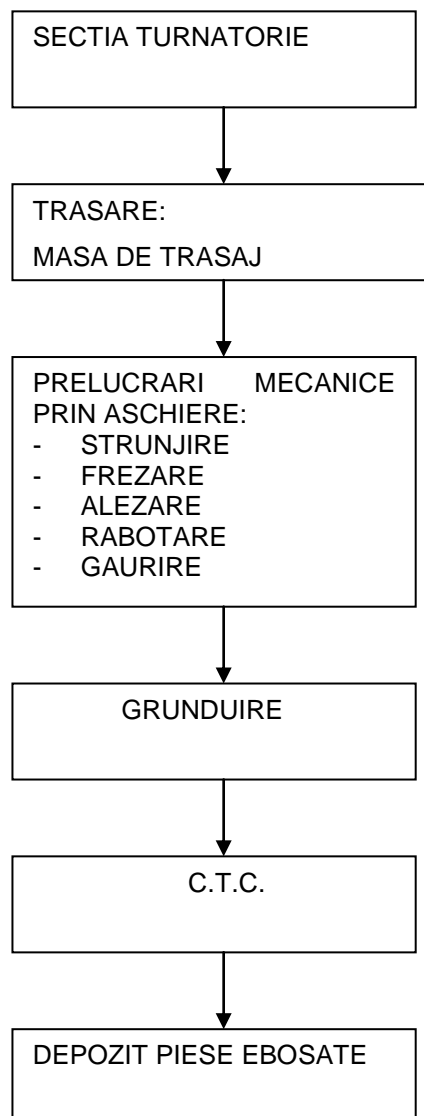 SECTIA TURNATORIE
TRASARE:
MASA DE TRASAJ
PRELUCRARI MECANICE
PRIN ASCHIERE:
- STRUNJIRE
- FREZARE
- ALEZARE
- RABOTARE
- GAURIRE
GRUNDUIRE
C.T.C.
DEPOZIT PIESE EBOSATE